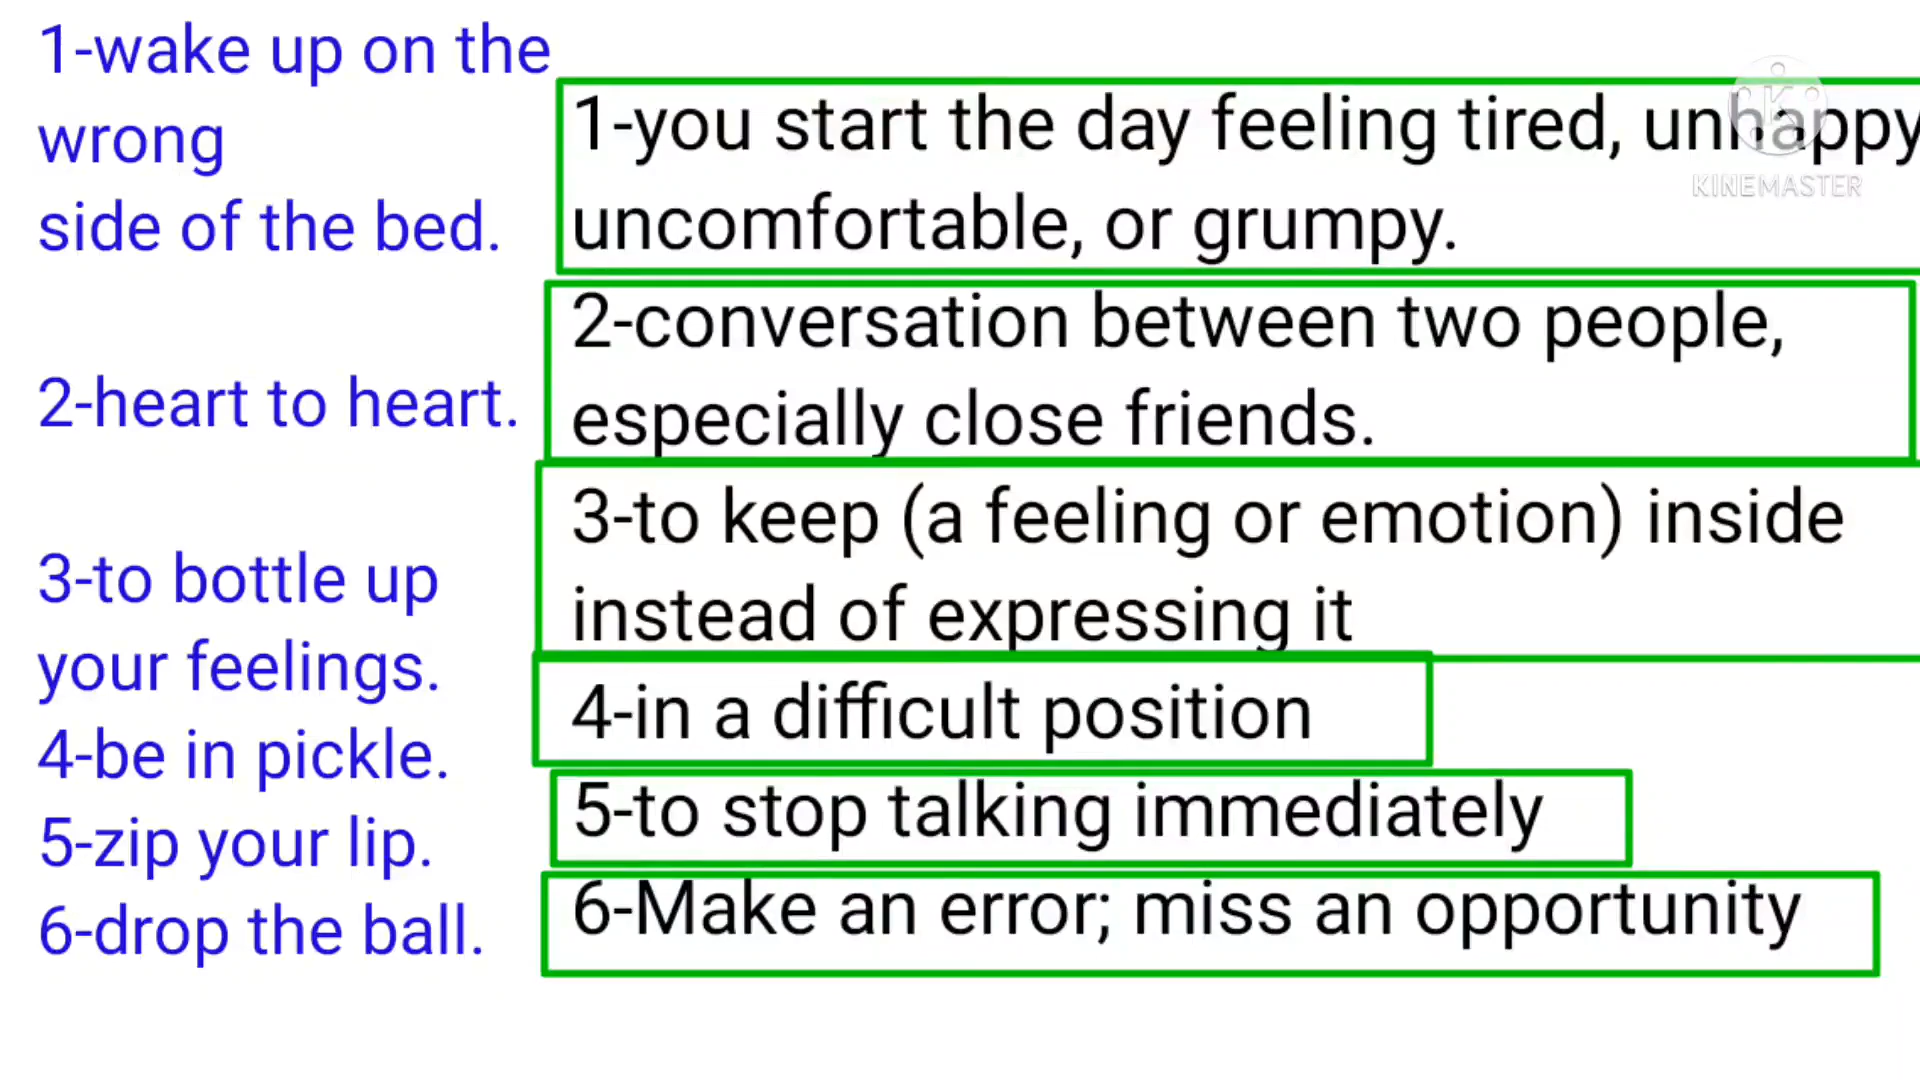 1-wake up on the
wrong
side of the bed.
2-heart to heart.
3-to bottle up
your feelings.
4-be in pickle.
5-zip your lip.
6-drop the ball.
1-you start the day feeling tired, unhappy
uncomfortable, or grumpy.
2-conversation between two people,
especially close friends.
3-to keep (a feeling or emotion) inside
instead of expressing it
4-in a difficult position
5-to stop talking immediately
6-Make an error; miss an opportunity
KINEMASTER